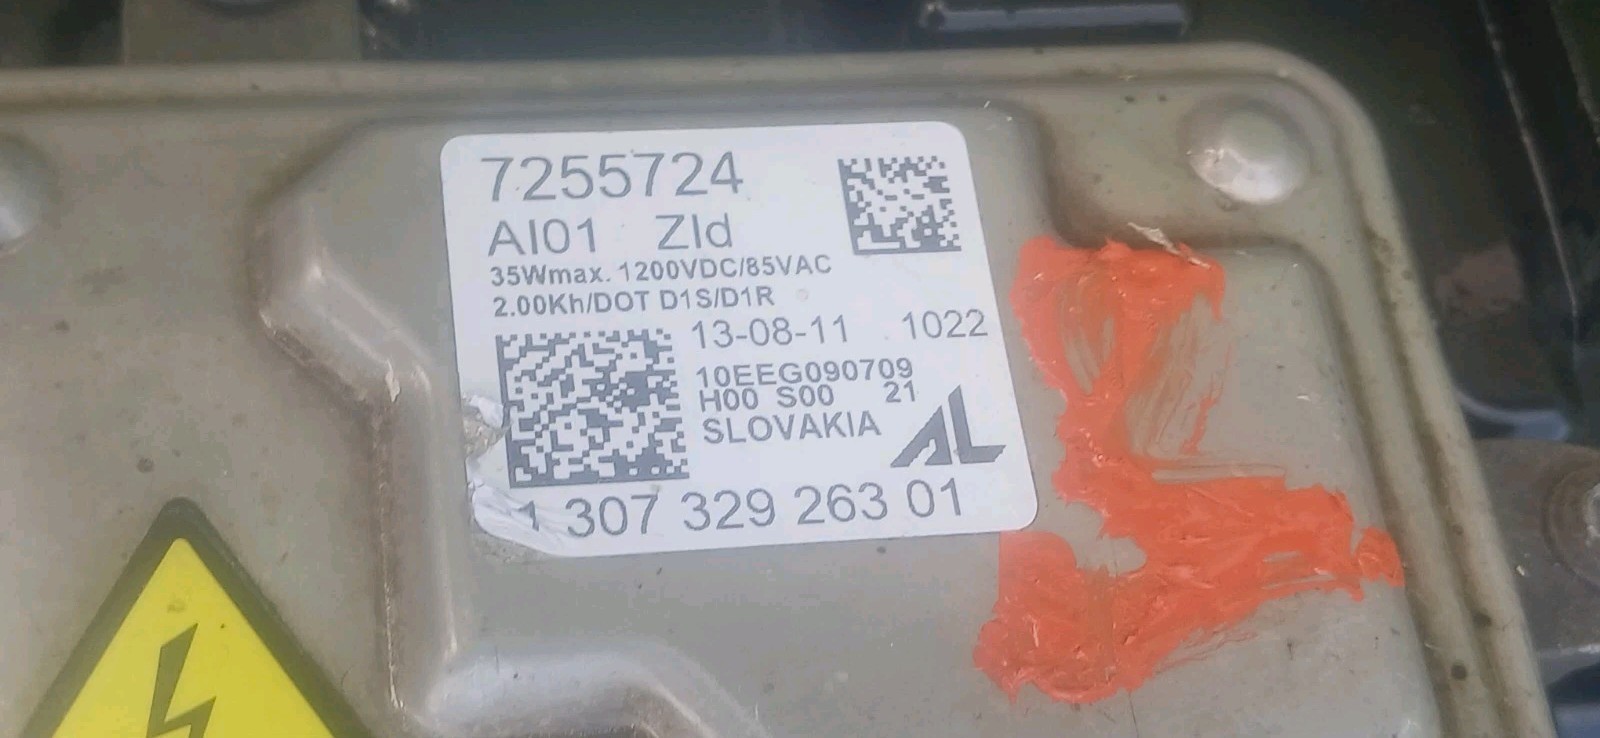 7255724
AI01 Zld
35Wmax. 1200VDC/85VAC
2.00Kh/DOT D1S/D1R
13-08-11 1022
10EEG090709
H00 S00 21
SLOVAKIA
AL
1 307 329 263 01